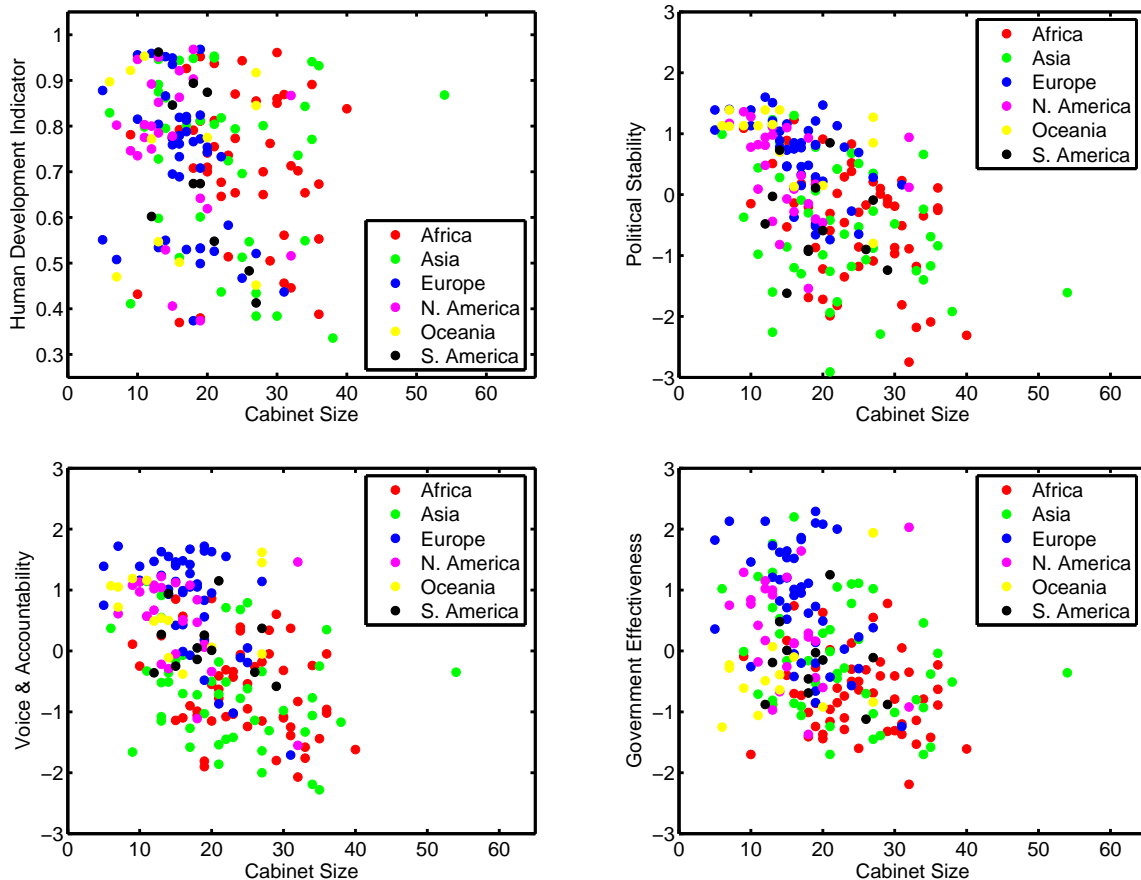 1
0.9
0.8
0.7
0.6
0.5
0.4
0.3
Human Development Indicator
0 10 20 30 40 50 60
Cabinet Size
Africa
Asia
Europe
N. America
Oceania
S. America
3
2
1
0
−1
−2
−3
Political Stability
0 10 20 30 40 50 60
Cabinet Size
Africa
Asia
Europe
N. America
Oceania
S. America
3
2
1
0
−1
−2
−3
Voice & Accountability
0 10 20 30 40 50 60
Cabinet Size
Africa
Asia
Europe
N. America
Oceania
S. America
3
2
1
0
−1
−2
−3
Government Effectiveness
0 10 20 30 40 50 60
Cabinet Size
Africa
Asia
Europe
N. America
Oceania
S. America